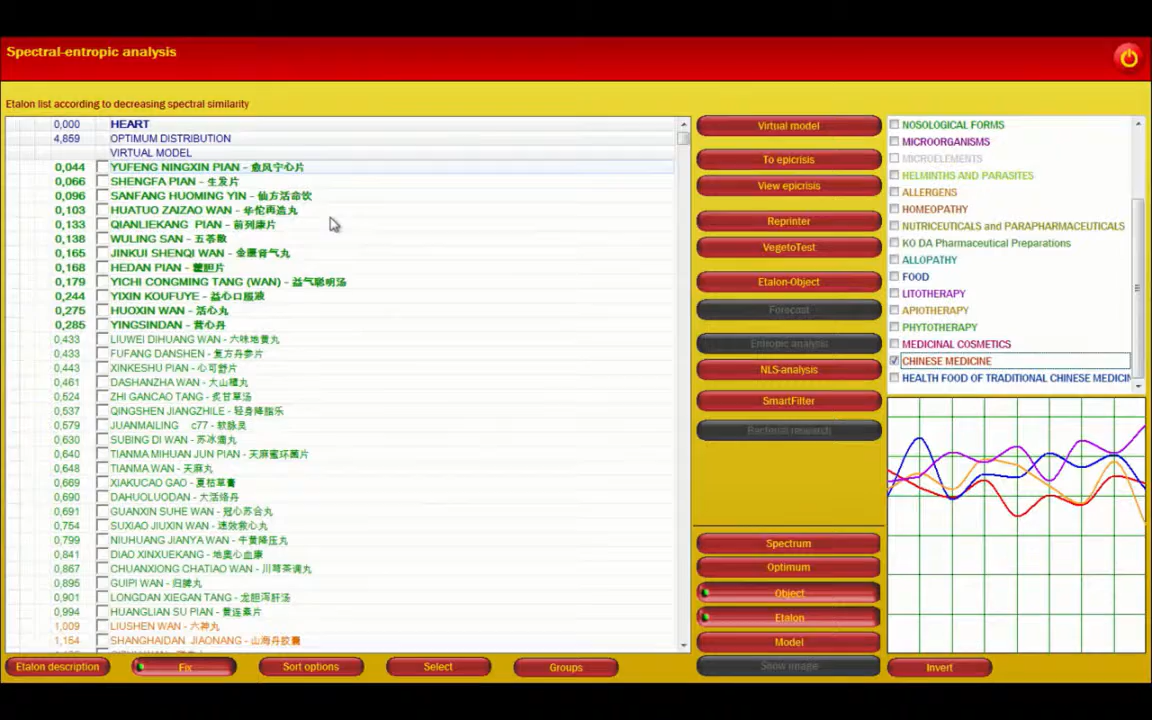 Spectral-entropic analysis
Etalon list according to decreasing spectral similarity
0,000 HEART
4,859 OPTIMUM DISTRIBUTION
VIRTUAL MODEL
0,044 YUFENG NINGXIN PIAN - 愈风宁心片
0,066 SHENGFA PIAN - 生发片
0,096 SANFANG HUOMING YIN - 仙方活命饮
0,103 HUATUO ZAIZAO WAN - 华佗再造丸
0,133 QIANLIEKANG PIAN - 前列康片
0,138 WULING SAN - 五苓散
0,165 JINKUI SHENQI WAN - 金匮肾气丸
0,168 HEDAN PIAN - 藿胆片
0,179 YICHI CONGMING TANG (WAN) - 益气聪明汤
0,244 YIXIN KOUFUYE - 益心口服液
0,275 HUOXIN WAN - 活心丸
0,285 YINGSINDAN - 营心丹
0,433 LIUWEI DIHUANG WAN - 六味地黄丸
0,433 FUFANG DANSHEN - 复方丹参片
0,443 XINKESHU PIAN - 心可舒片
0,461 DASHANZHA WAN - 大山楂丸
0,524 ZHI GANCAO TANG - 炙甘草汤
0,537 QINGSHEN JIANGZHILE - 轻身降脂乐
0,579 JUANMAILING c77 - 软脉灵
0,630 SUBING DI WAN - 苏冰滴丸
0,640 TIANMA MIHUAN JUN PIAN - 天麻蜜环菌片
0,648 TIANMA WAN - 天麻丸
0,669 XIAKUCAO GAO - 夏枯草膏
0,690 DAHUOLUODAN - 大活络丹
0,691 GUANXIN SUHE WAN - 冠心苏合丸
0,754 SUXIAO JIUXIN WAN - 速效救心丸
0,799 NIUHUANG JIANYA WAN - 牛黄降压丸
0,841 DIAO XINXUEKANG - 地奥心血康
0,867 CHUANXIONG CHATIAO WAN - 川芎茶调丸
0,895 GUIPI WAN - 归脾丸
0,901 LONGDAN XIEGAN TANG - 龙胆泻肝汤
0,994 HUANGLIAN SU PIAN - 黄连素片
1,009 LIUSHEN WAN - 六神丸
1,154 SHANGHAIDAN JIAONANG - 山海丹胶囊
Virtual model
To epicrisis
View epicrisis
Reprinter
VegetoTest
Etalon-Object
Forecast
Entropic analysis
NLS-analysis
SmartFilter
Bacterial research
Spectrum
Optimum
Object
Etalon
Model
Show image
NOSOLOGICAL FORMS
MICROORGANISMS
MICROELEMENTS
HELMINTHS AND PARASITES
ALLERGENS
HOMEOPATHY
NUTRICEUTICALS and PARAPHARMACEUTICALS
KO DA Pharmaceutical Preparations
ALLOPATHY
FOOD
LITOTHERAPY
APIOTHERAPY
PHYTOTHERAPY
MEDICINAL COSMETICS
CHINESE MEDICINE
HEALTH FOOD OF TRADITIONAL CHINESE MEDICIN
Etalon description
Fix
Sort options
Select
Groups
Invert